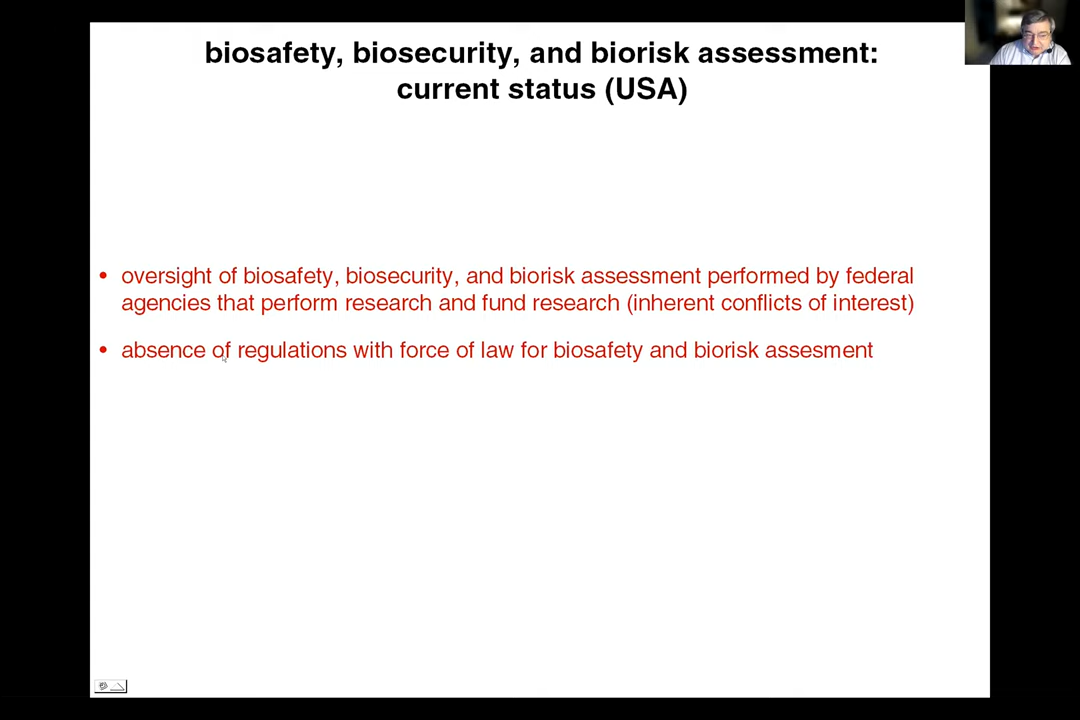 biosafety, biosecurity, and biorisk assessment:
current status (USA)
• oversight of biosafety, biosecurity, and biorisk assessment performed by federal
agencies that perform research and fund research (inherent conflicts of interest)
• absence of regulations with force of law for biosafety and biorisk assesment